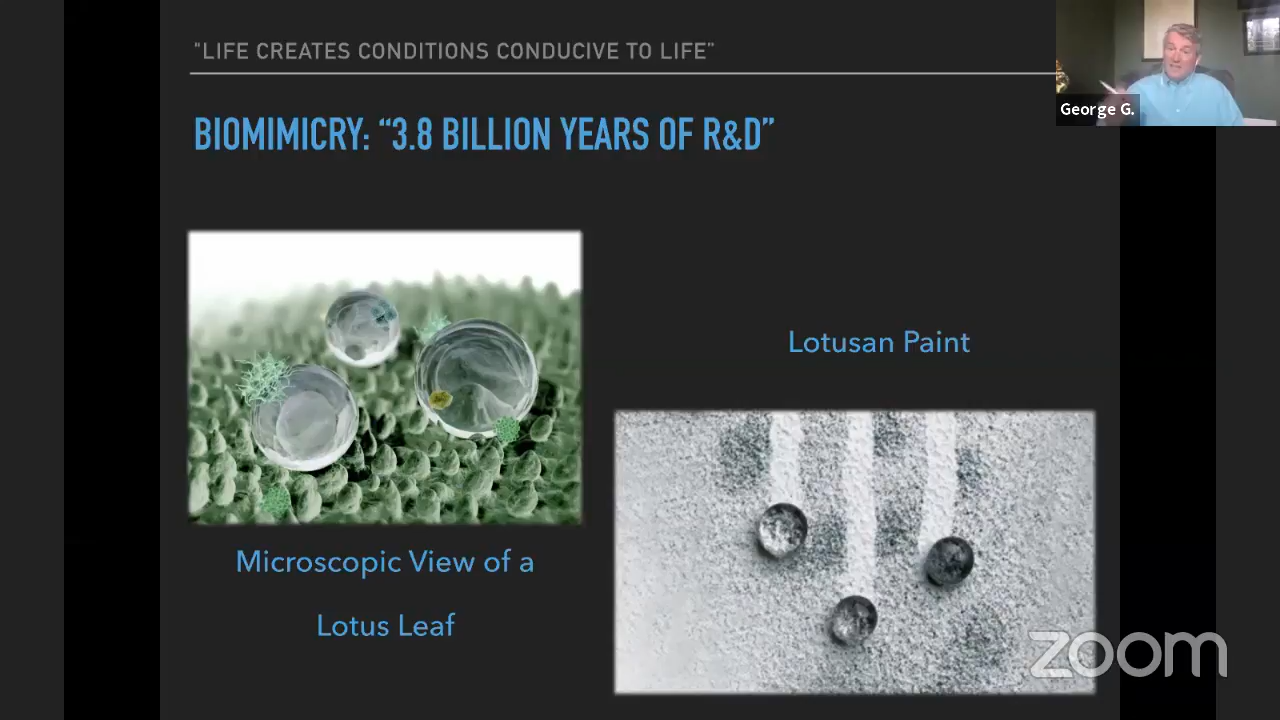 "LIFE CREATES CONDITIONS CONDUCIVE TO LIFE"
George G.
BIOMIMICRY: “3.8 BILLION YEARS OF R&D”
Lotusan Paint
Microscopic View of a
Lotus Leaf
zoom